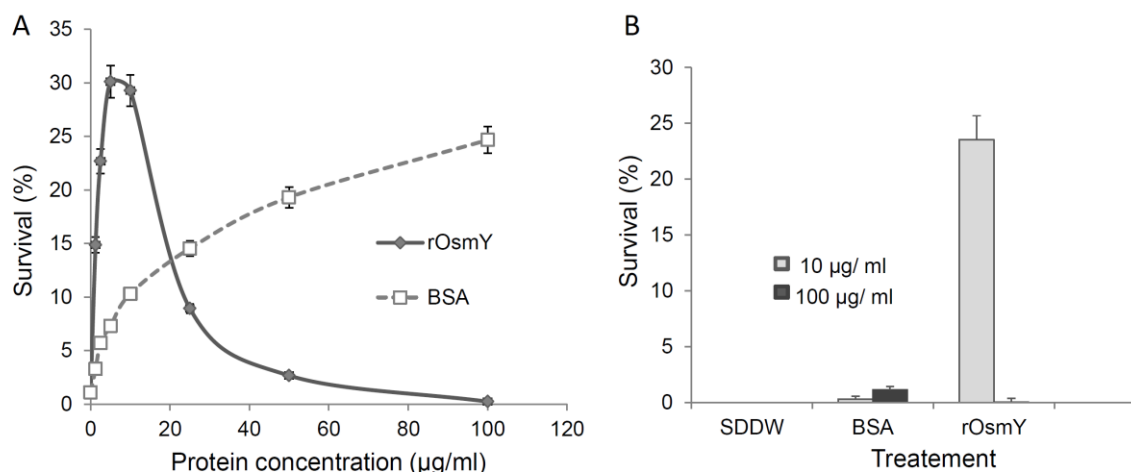 A
35
30
25
20
15
10
5
0
Survival (%)
0 20 40 60 80 100 120
Protein concentration (µg/ml)
rOsmY
BSA
B
30
25
20
15
10
5
0
Survival (%)
10 µg/ ml
100 µg/ ml
SDDW BSA rOsmY
Treatement